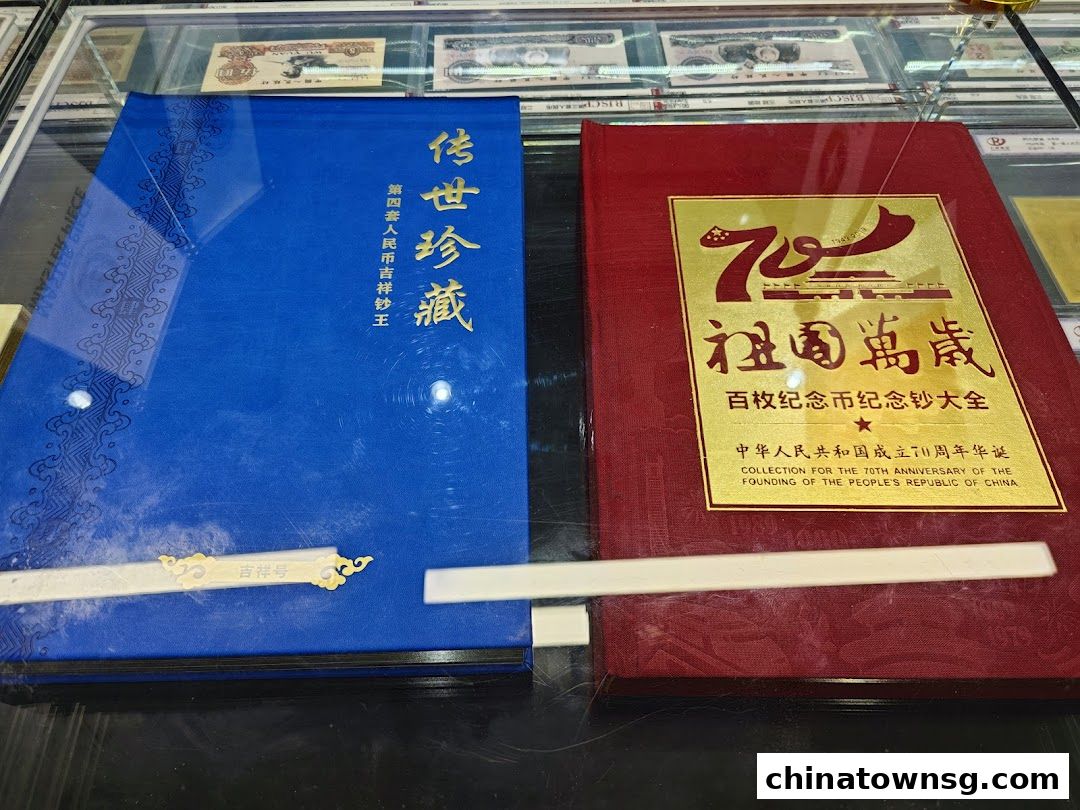 传世珍藏
第四套人民币吉祥钞王
吉祥号
70
1949-2019
祖国萬歲
百枚纪念币纪念钞大全
中华人民共和国成立70周年华诞
COLLECTION FOR THE 70TH ANNIVERSARY OF THE
FOUNDING OF THE PEOPLE'S REPUBLIC OF CHINA
chinatownsg.com